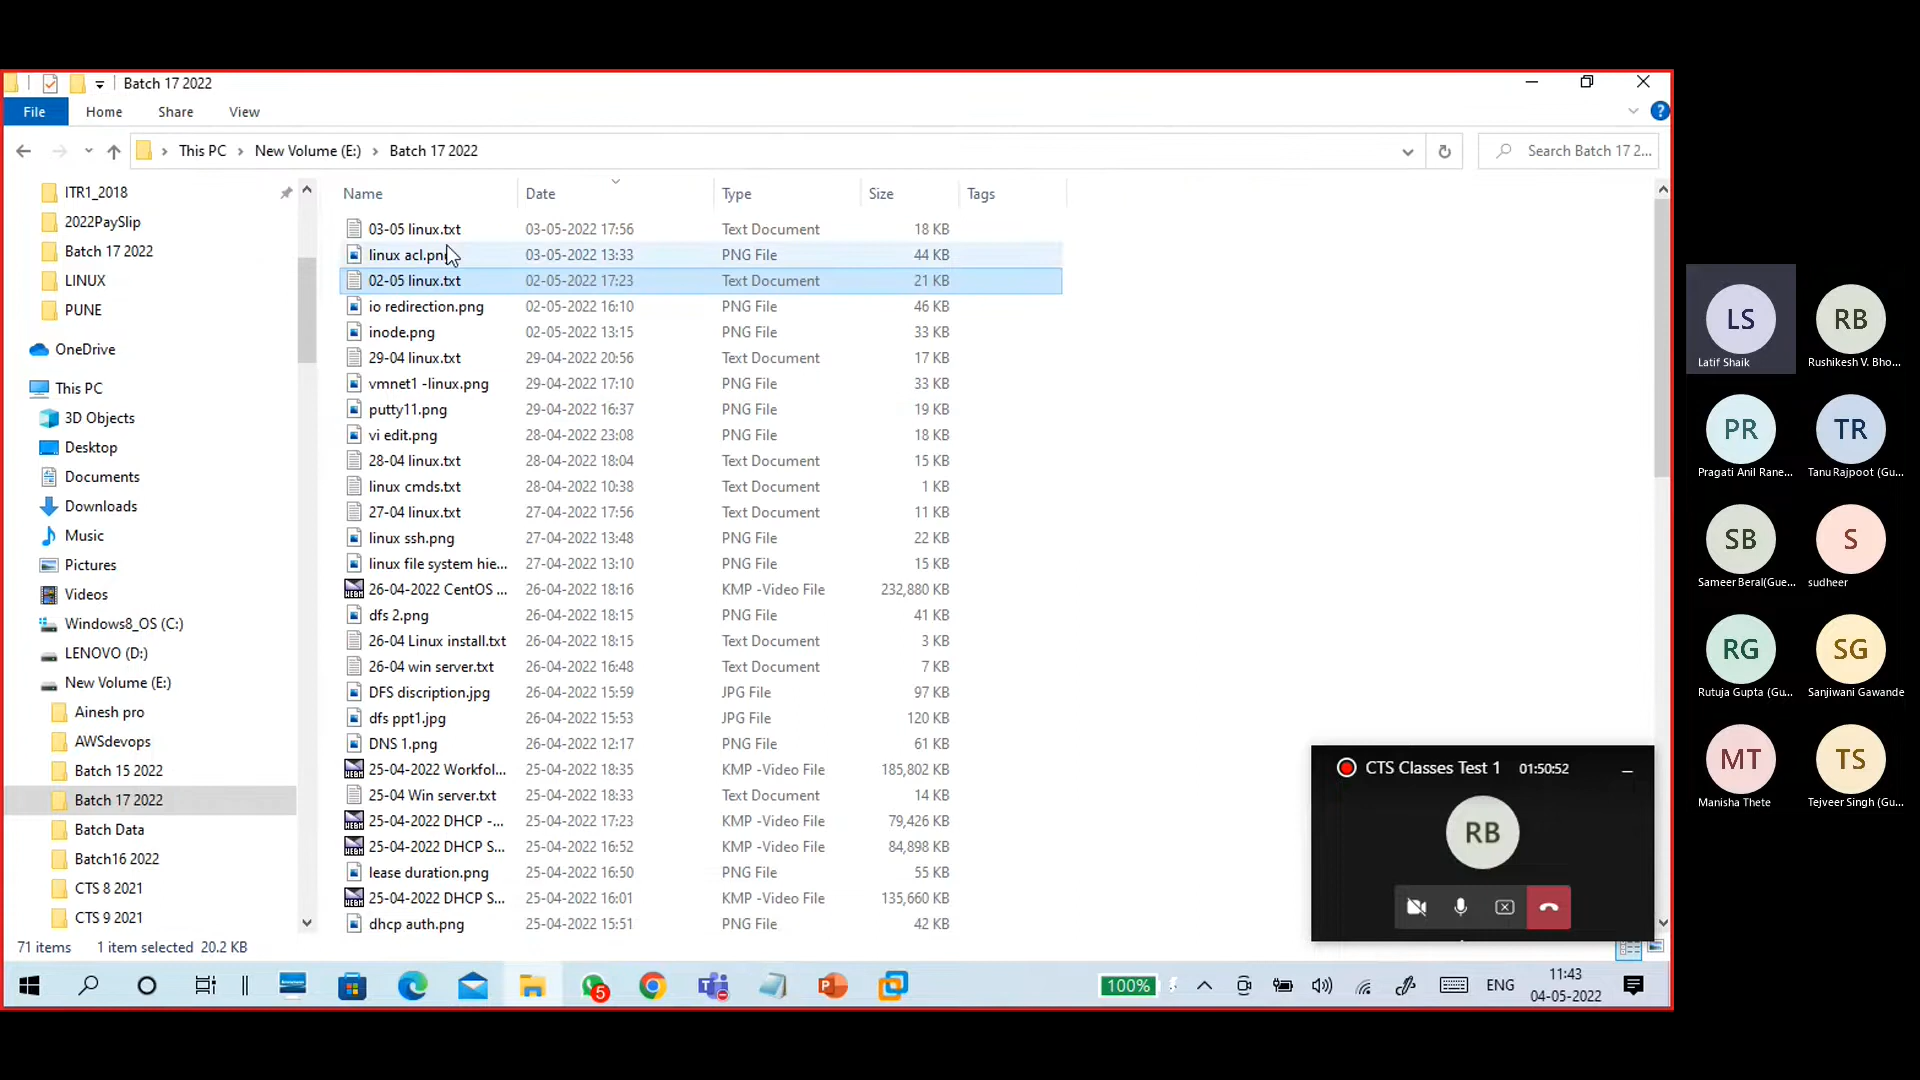 Batch 17 2022
File Home Share View
This PC New Volume (E:) Batch 17 2022
Search Batch 17 2...
ITR1_2018
2022PaySlip
Batch 17 2022
LINUX
PUNE
OneDrive
This PC
3D Objects
Desktop
Documents
Downloads
Music
Pictures
Videos
Windows8_OS (C:)
LENOVO (D:)
New Volume (E:)
Ainesh pro
AWSdevops
Batch 15 2022
Batch 17 2022
Batch Data
Batch16 2022
CTS 8 2021
CTS 9 2021
Name Date Type Size Tags
03-05 linux.txt 03-05-2022 17:56 Text Document 18 KB
linux acl.png 03-05-2022 13:33 PNG File 44 KB
02-05 linux.txt 02-05-2022 17:23 Text Document 21 KB
io redirection.png 02-05-2022 16:10 PNG File 46 KB
inode.png 02-05-2022 13:15 PNG File 33 KB
29-04 linux.txt 29-04-2022 20:56 Text Document 17 KB
vmnet1 -linux.png 29-04-2022 17:10 PNG File 33 KB
putty11.png 29-04-2022 16:37 PNG File 19 KB
vi edit.png 28-04-2022 23:08 PNG File 18 KB
28-04 linux.txt 28-04-2022 18:04 Text Document 15 KB
linux cmds.txt 28-04-2022 10:38 Text Document 1 KB
27-04 linux.txt 27-04-2022 17:56 Text Document 11 KB
linux ssh.png 27-04-2022 13:48 PNG File 22 KB
linux file system hie... 27-04-2022 13:10 PNG File 15 KB
26-04-2022 CentOS ... 26-04-2022 18:16 KMP -Video File 232,880 KB
dfs 2.png 26-04-2022 18:15 PNG File 41 KB
26-04 Linux install.txt 26-04-2022 18:15 Text Document 3 KB
26-04 win server.txt 26-04-2022 16:48 Text Document 7 KB
DFS discription.jpg 26-04-2022 15:59 JPG File 97 KB
dfs ppt1.jpg 26-04-2022 15:53 JPG File 120 KB
DNS 1.png 26-04-2022 12:17 PNG File 61 KB
25-04-2022 Workfol... 25-04-2022 18:35 KMP -Video File 185,802 KB
25-04 Win server.txt 25-04-2022 18:33 Text Document 14 KB
25-04-2022 DHCP -... 25-04-2022 17:23 KMP -Video File 79,426 KB
25-04-2022 DHCP S... 25-04-2022 16:52 KMP -Video File 84,898 KB
lease duration.png 25-04-2022 16:50 PNG File 55 KB
25-04-2022 DHCP S... 25-04-2022 16:01 KMP -Video File 135,660 KB
dhcp auth.png 25-04-2022 15:51 PNG File 42 KB
71 items 1 item selected 20.2 KB
CTS Classes Test 1 01:50:52
RB
5
100%
ENG
11:43
04-05-2022
LS RB
Latif Shaik Rushikesh V. Bho...
PR TR
Pragati Anil Rane... Tanu Rajpoot (Gu...
SB S
Sameer Beral(Gue... sudheer
RG SG
Rutuja Gupta (Gu... Sanjiwani Gawande
MT TS
Manisha Thete Tejveer Singh (Gu...